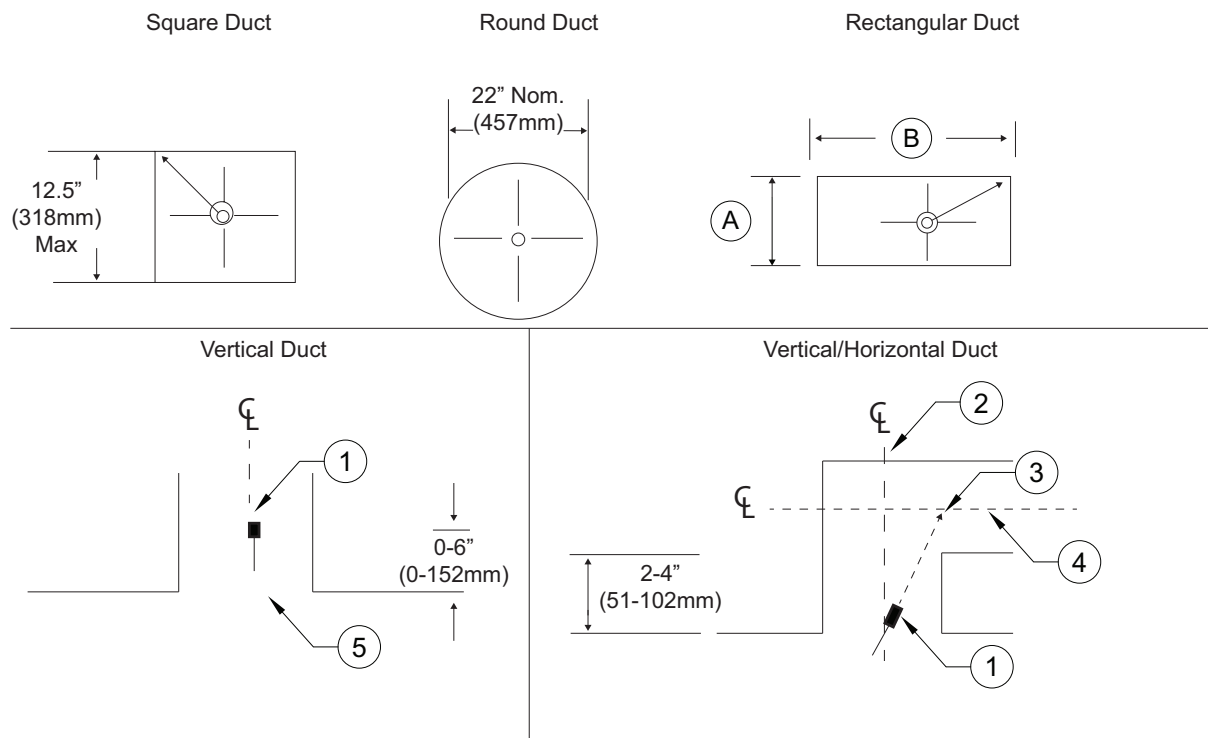 Square Duct
Round Duct
Rectangular Duct
12.5”
(318mm)
Max
22” Nom.
(457mm)
B
A
Vertical Duct
℄
1
0-6”
(0-152mm)
5
Vertical/Horizontal Duct
℄
2
3
℄
4
2-4”
(51-102mm)
1